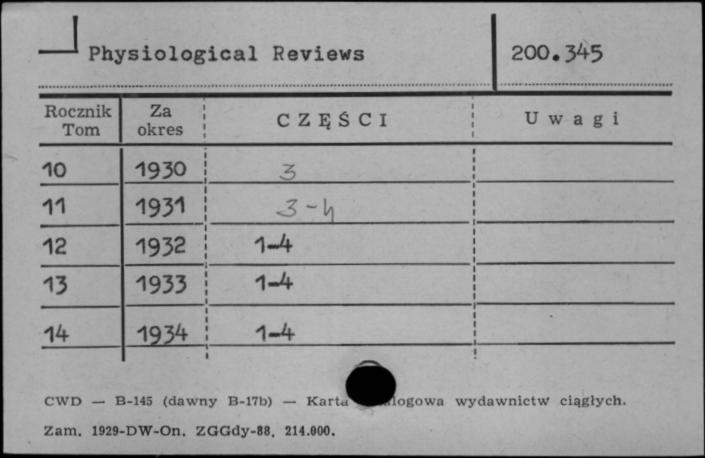 Physiological Reviews 200.345
Rocznik Tom Za okres CZĘŚCI Uwagi
10 1930 3
11 1931 3-4
12 1932 1-4
13 1933 1-4
14 1934 1-4
CWD — B-145 (dawny B-17b) — Karta logowa wydawnictw ciągłych.
Zam. 1929-DW-On. ZGGdy-88, 214.000.